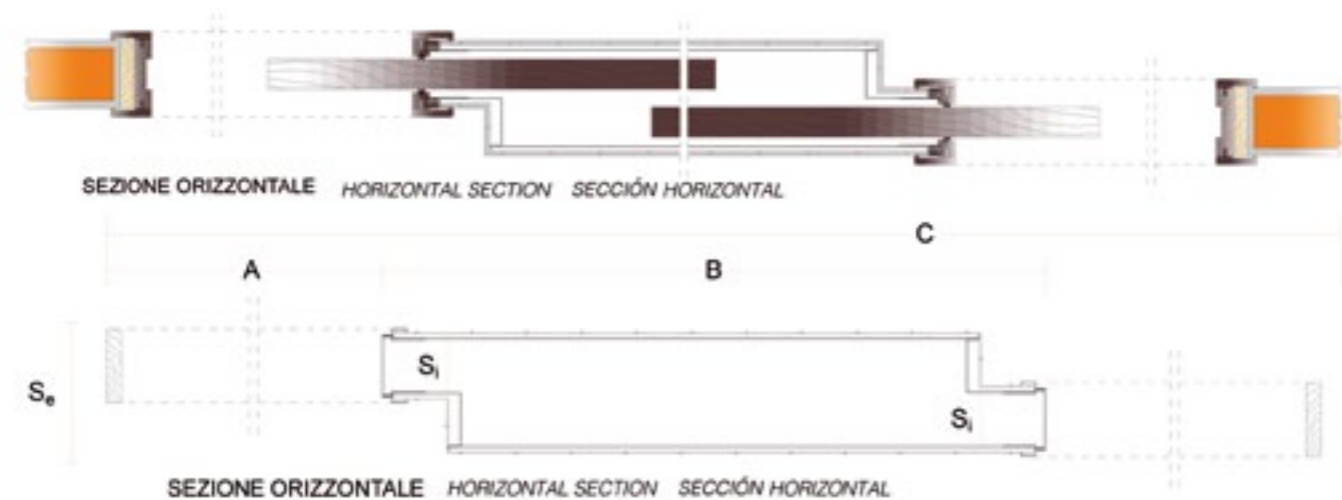 SEZIONE ORIZZONTALE HORIZONTAL SECTION SECCIÓN HORIZONTAL
C
A B
Si
Se
Si
SEZIONE ORIZZONTALE HORIZONTAL SECTION SECCIÓN HORIZONTAL